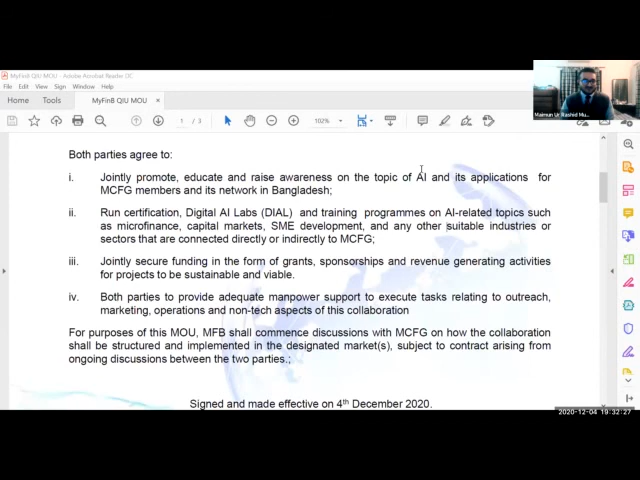 MyFinB QIU MOU - Adobe Acrobat Reader DC
File Edit View Sign Window Help
Home Tools MyFinB QIU MOU ×
1 / 3 102%
Maimun Ur Rashid Mu...
Both parties agree to:
i. Jointly promote, educate and raise awareness on the topic of AI and its applications for
MCFG members and its network in Bangladesh;
ii. Run certification, Digital AI Labs (DIAL) and training programmes on AI-related topics such
as microfinance, capital markets, SME development, and any other suitable industries or
sectors that are connected directly or indirectly to MCFG;
iii. Jointly secure funding in the form of grants, sponsorships and revenue generating activities
for projects to be sustainable and viable.
iv. Both parties to provide adequate manpower support to execute tasks relating to outreach,
marketing, operations and non-tech aspects of this collaboration
For purposes of this MOU, MFB shall commence discussions with MCFG on how the collaboration
shall be structured and implemented in the designated market(s), subject to contract arising from
ongoing discussions between the two parties.;
Signed and made effective on 4th December 2020.
2020-12-04 19:32:27